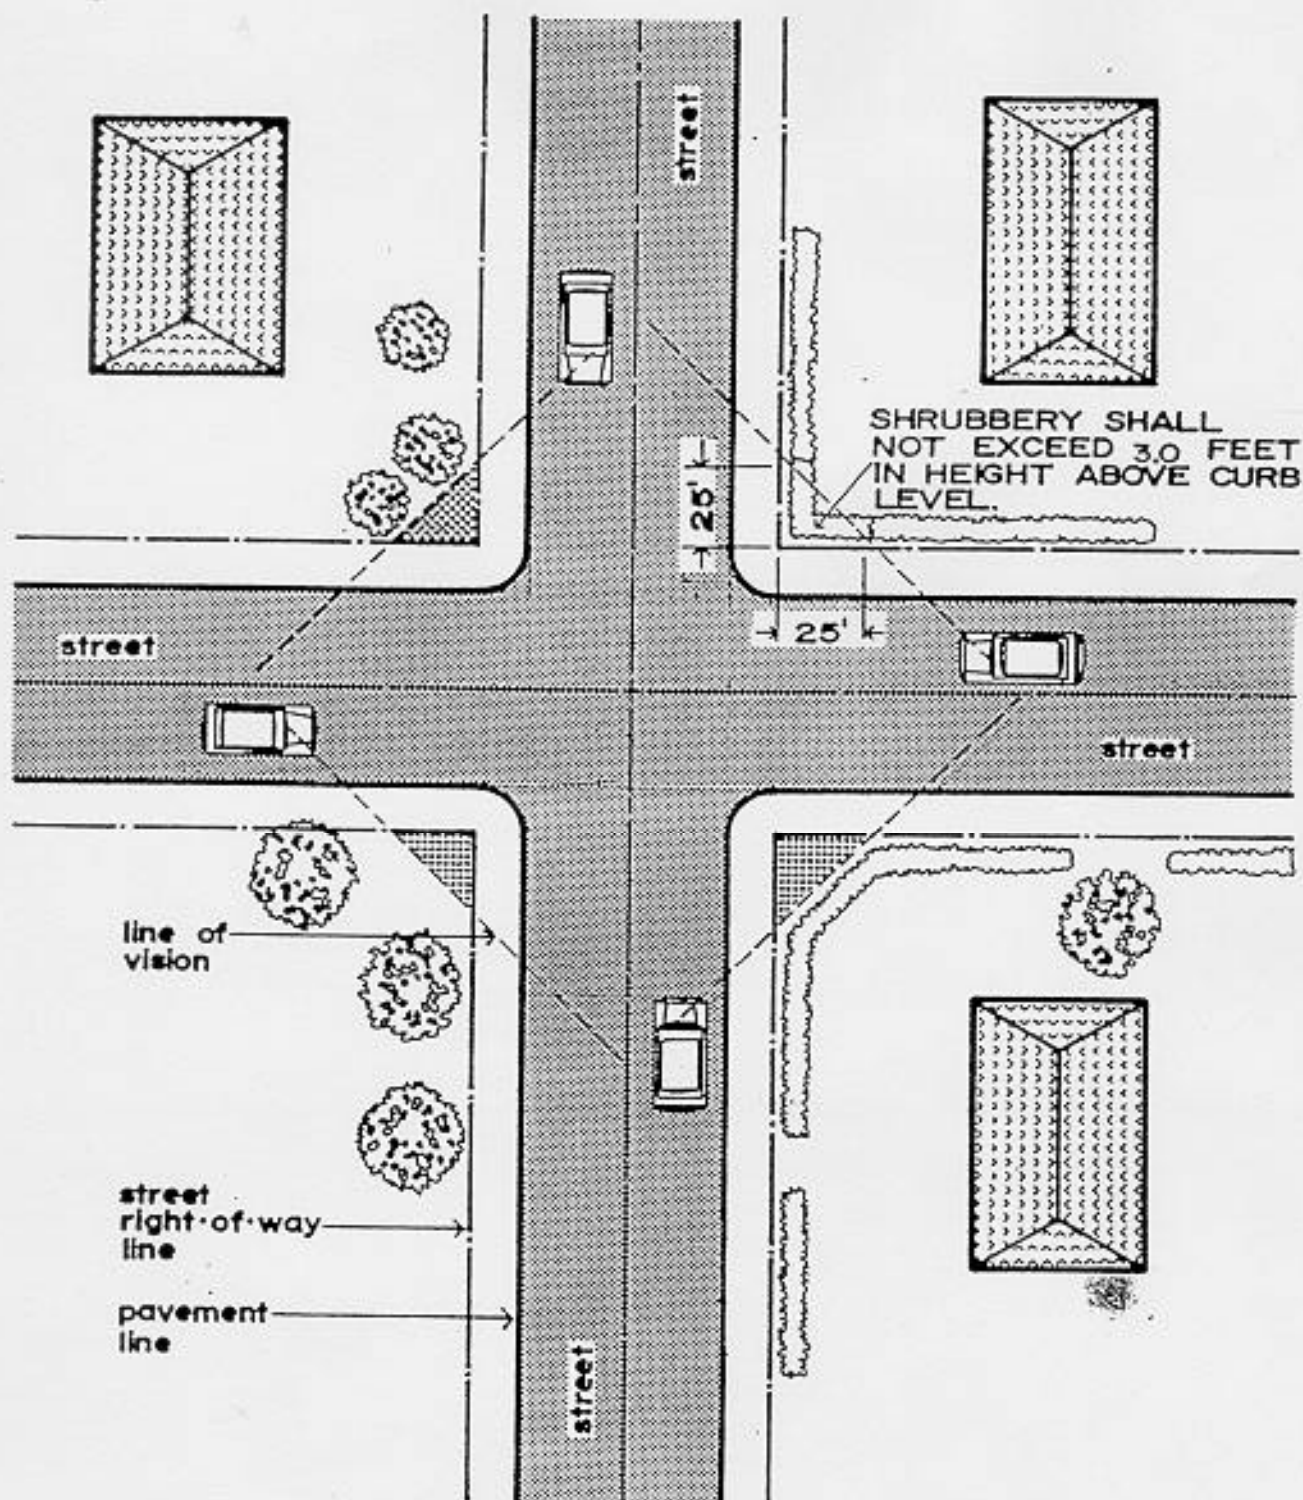 street
SHRUBBERY SHALL
NOT EXCEED 3.0 FEET
IN HEIGHT ABOVE CURB
LEVEL.
25'
25'
street
street
line of
vision
street
right·of·way
line
pavement
line
street